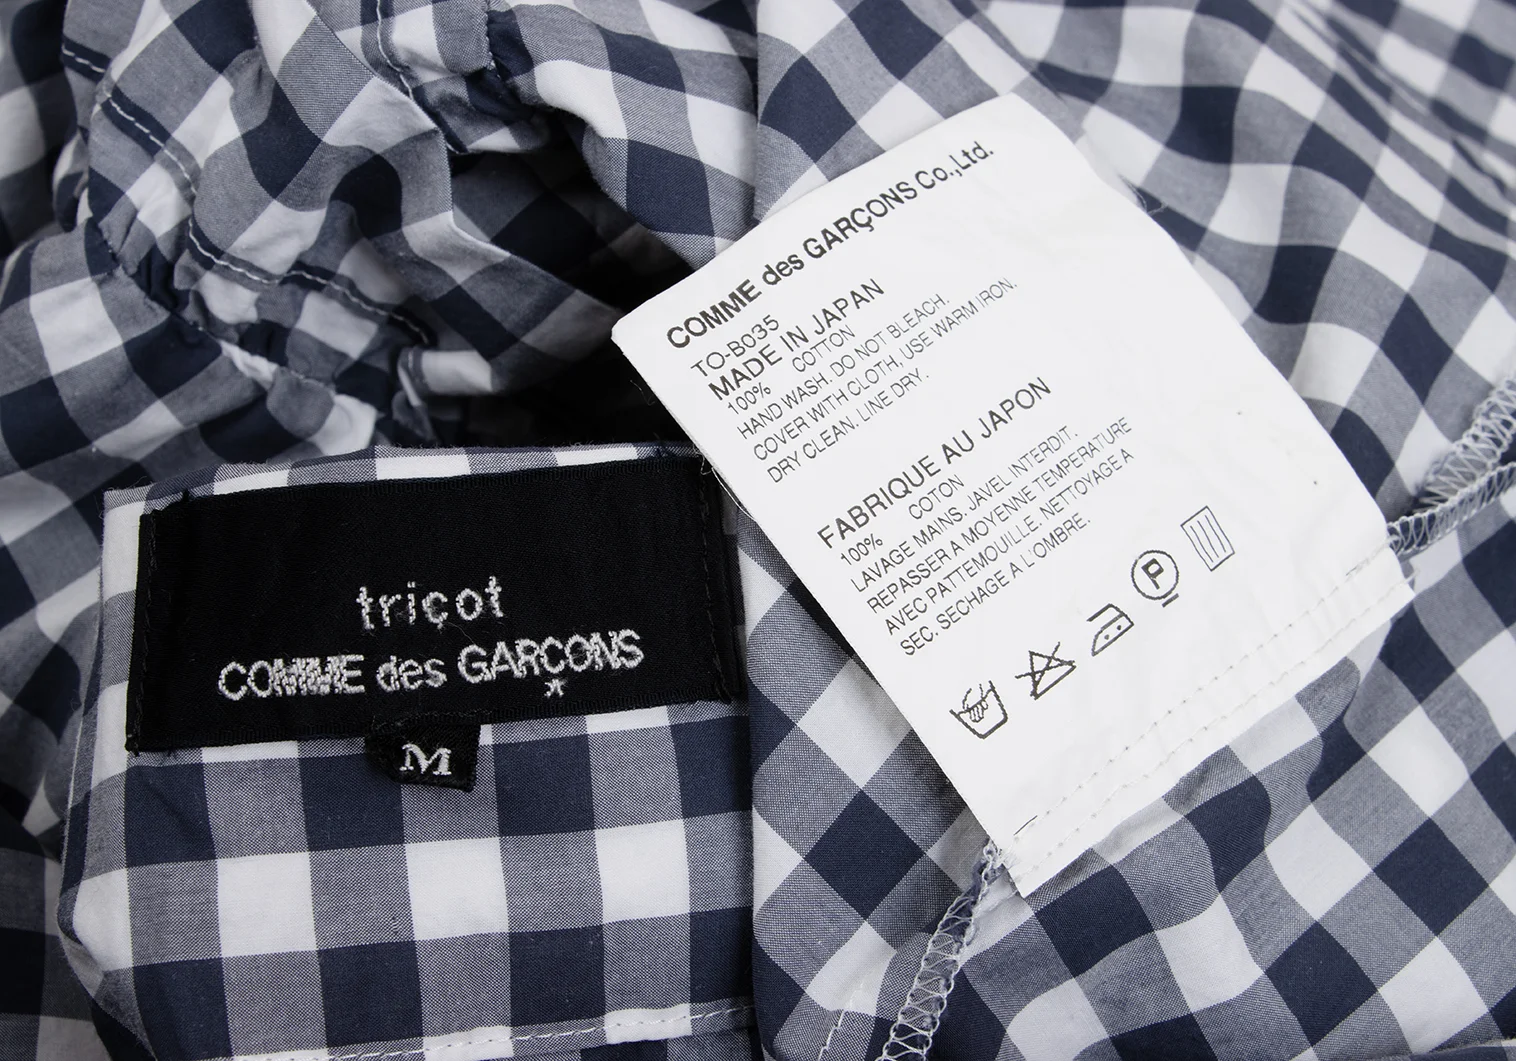 tricot
COMME des GARÇONS
M
COMME des GARÇONS Co.,Ltd.
TO-B035
MADE IN JAPAN
100% COTTON
HAND WASH. DO NOT BLEACH.
COVER WITH CLOTH, USE WARM IRON.
DRY CLEAN. LINE DRY.
FABRIQUE AU JAPON
100% COTON
LAVAGE MAINS. JAVEL INTERDIT.
REPASSER A MOYENNE TEMPERATURE
AVEC PATTEMOUILLE. NETTOYAGE A
SEC. SECHAGE A L'OMBRE.
P